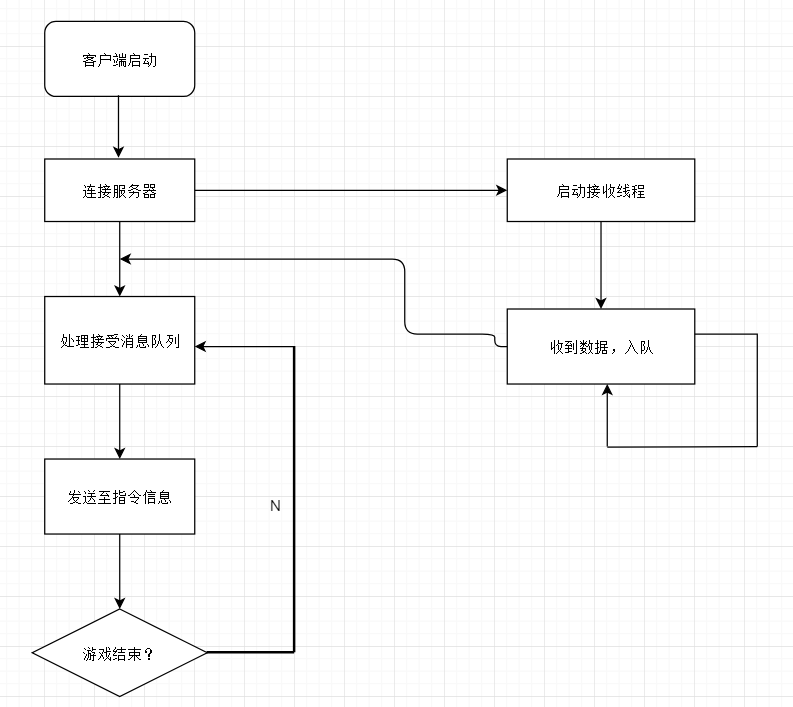 客户端启动
连接服务器
启动接收线程
处理接受消息队列
收到数据，入队
发送至指令信息
N
游戏结束？